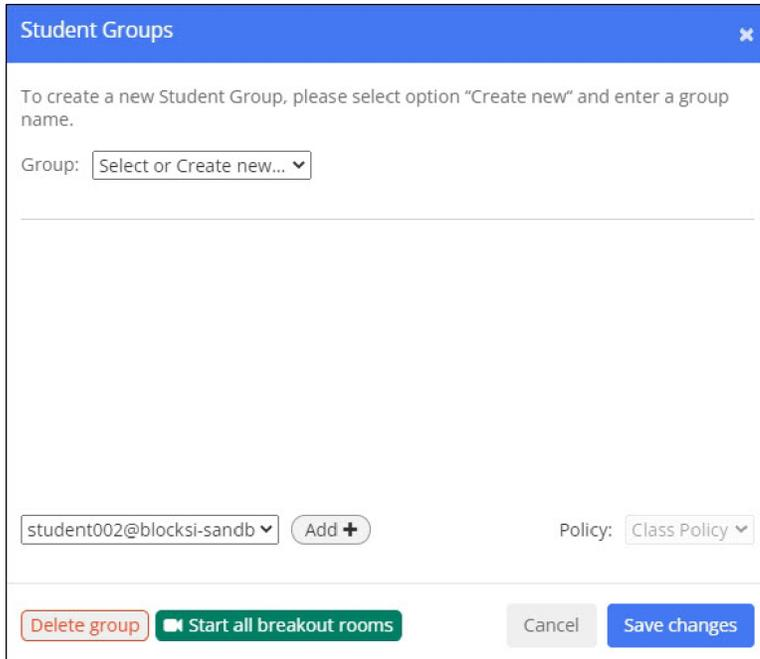 Student Groups
To create a new Student Group, please select option “Create new“ and enter a group
name.
Group: Select or Create new...
student002@blocksi-sandb Add Policy: Class Policy
Delete group Start all breakout rooms Cancel Save changes